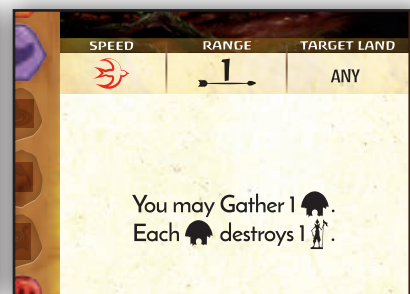 SPEED RANGE TARGET LAND
1 ANY
You may Gather 1 .
Each destroys 1 .